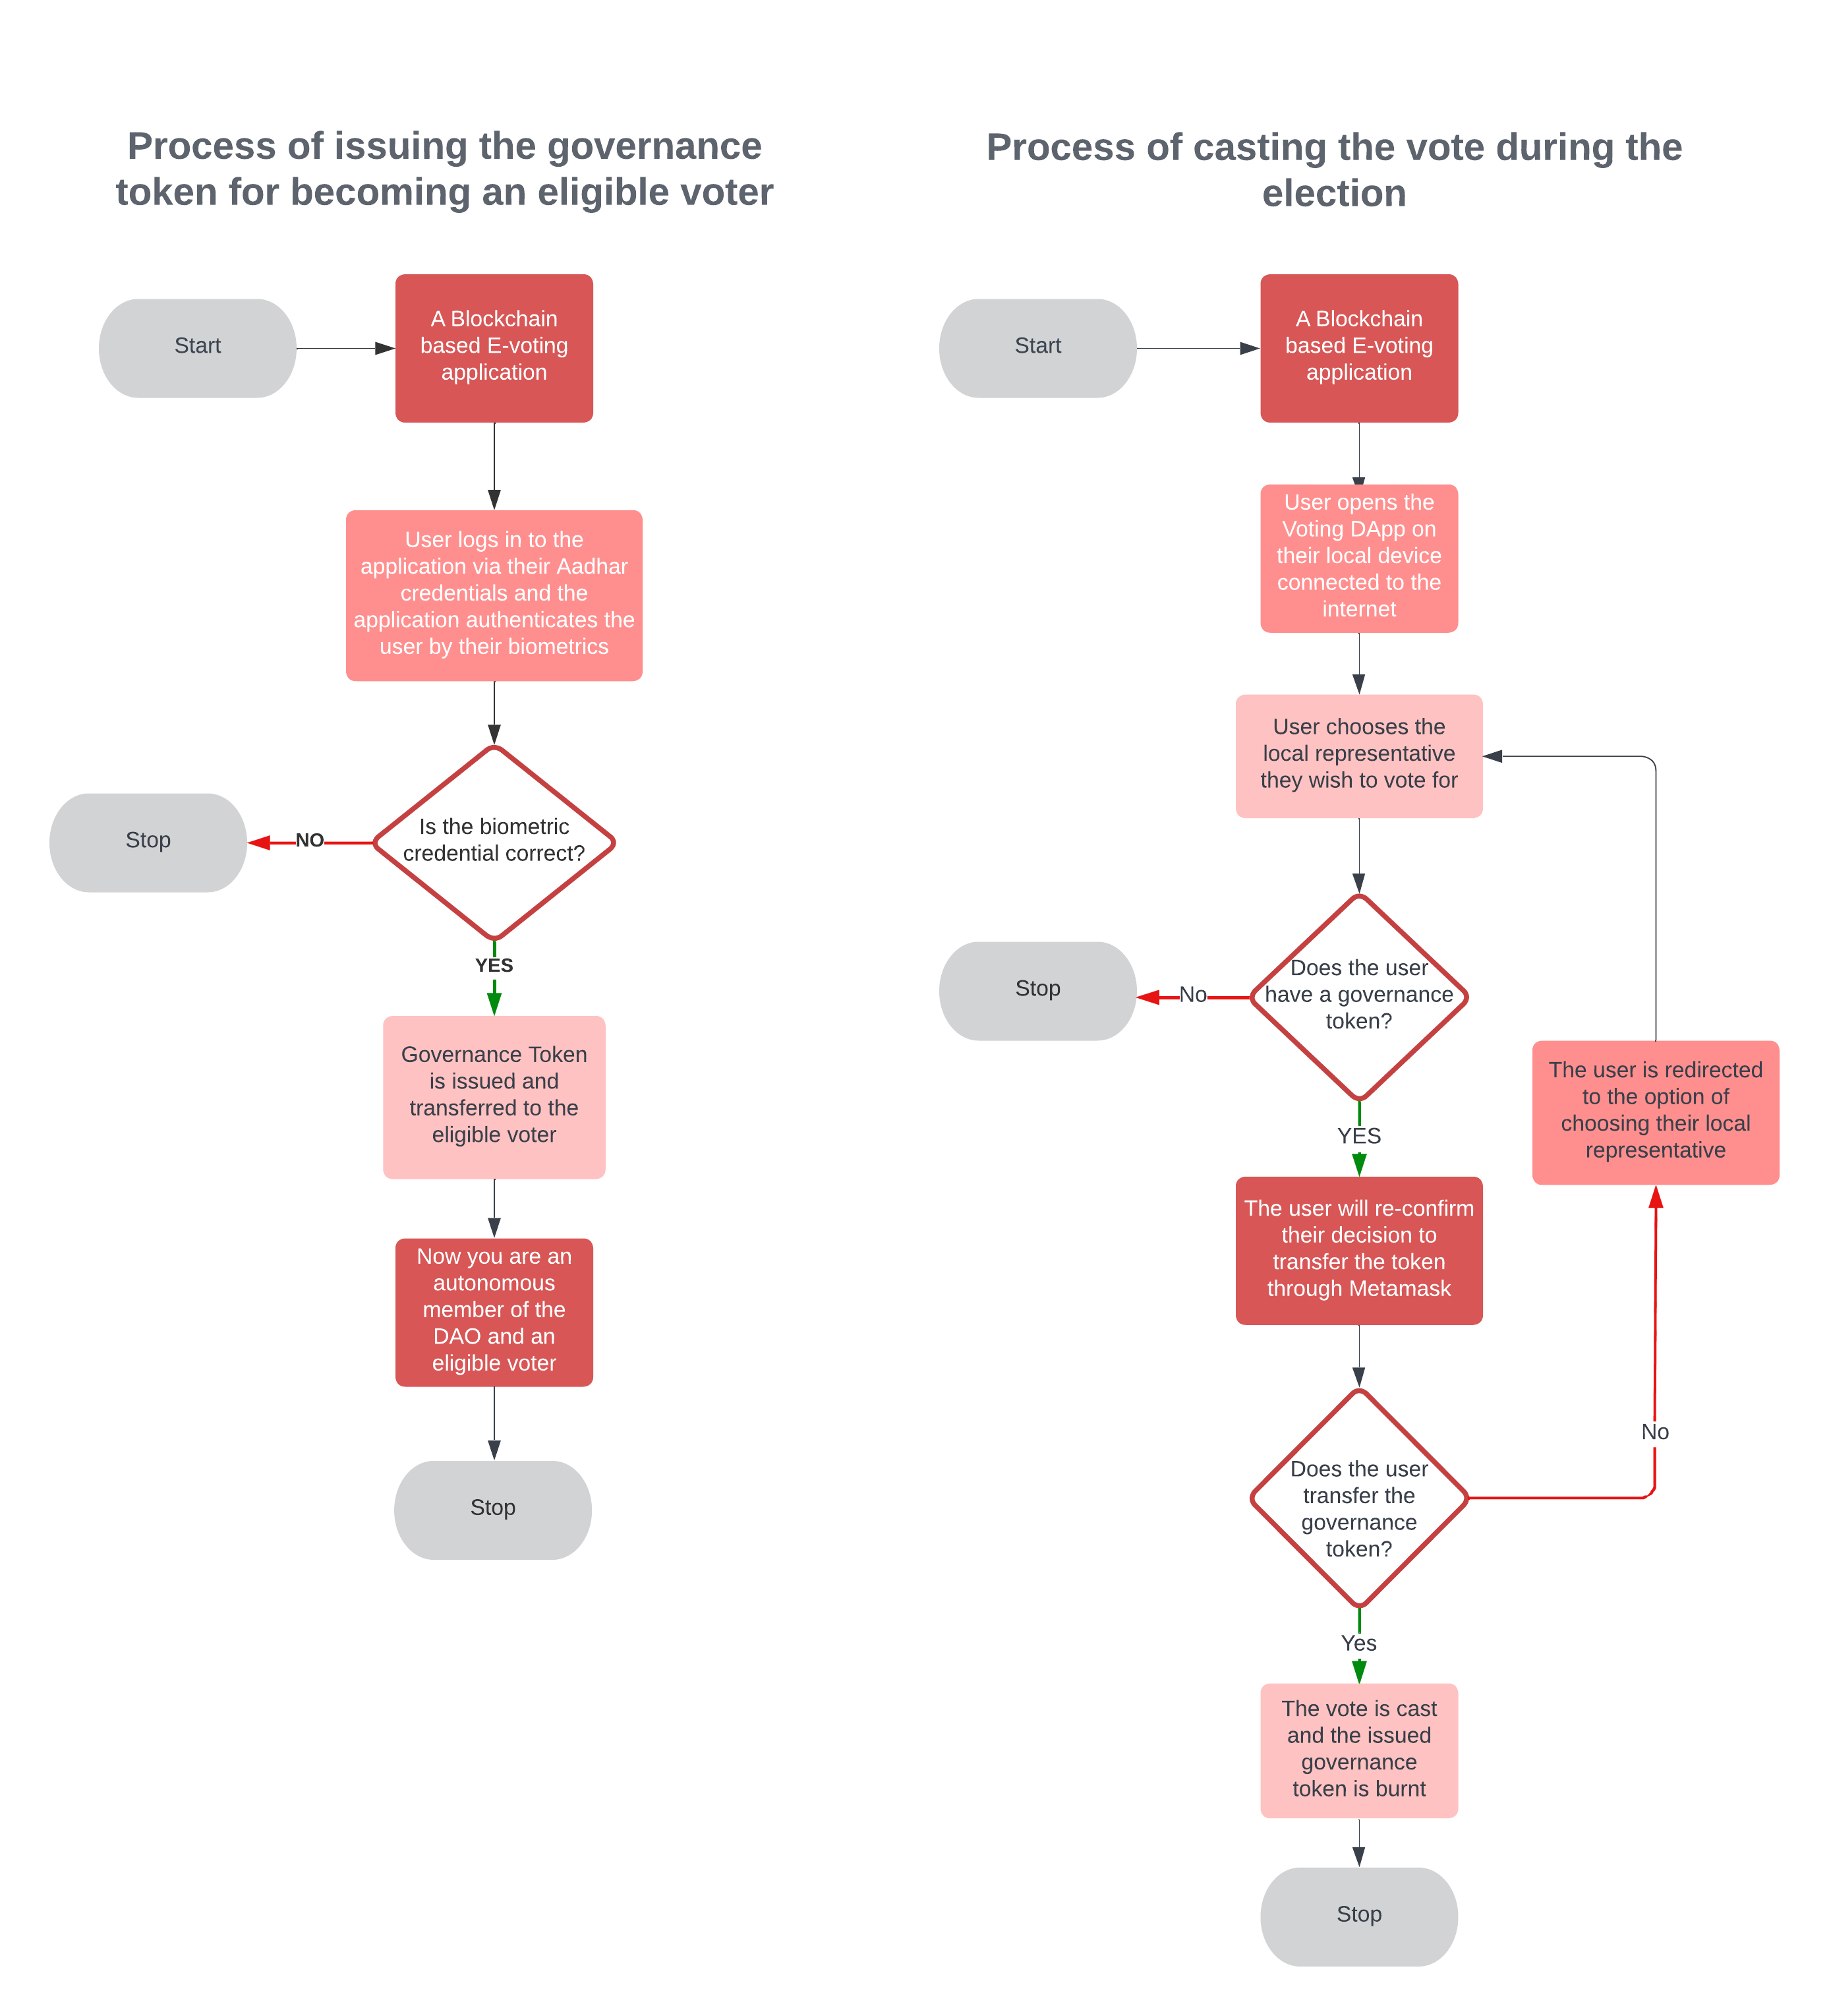 Process of issuing the governance
token for becoming an eligible voter
Start
A Blockchain
based E-voting
application
User logs in to the
application via their Aadhar
credentials and the
application authenticates the
user by their biometrics
Is the biometric
credential correct?
NO
Stop
YES
Governance Token
is issued and
transferred to the
eligible voter
Now you are an
autonomous
member of the
DAO and an
eligible voter
Stop
Process of casting the vote during the
election
Start
A Blockchain
based E-voting
application
User opens the
Voting DApp on
their local device
connected to the
internet
User chooses the
local representative
they wish to vote for
Does the user
have a governance
token?
No
Stop
YES
The user will re-confirm
their decision to
transfer the token
through Metamask
Does the user
transfer the
governance
token?
No
The user is redirected
to the option of
choosing their local
representative
Yes
The vote is cast
and the issued
governance
token is burnt
Stop